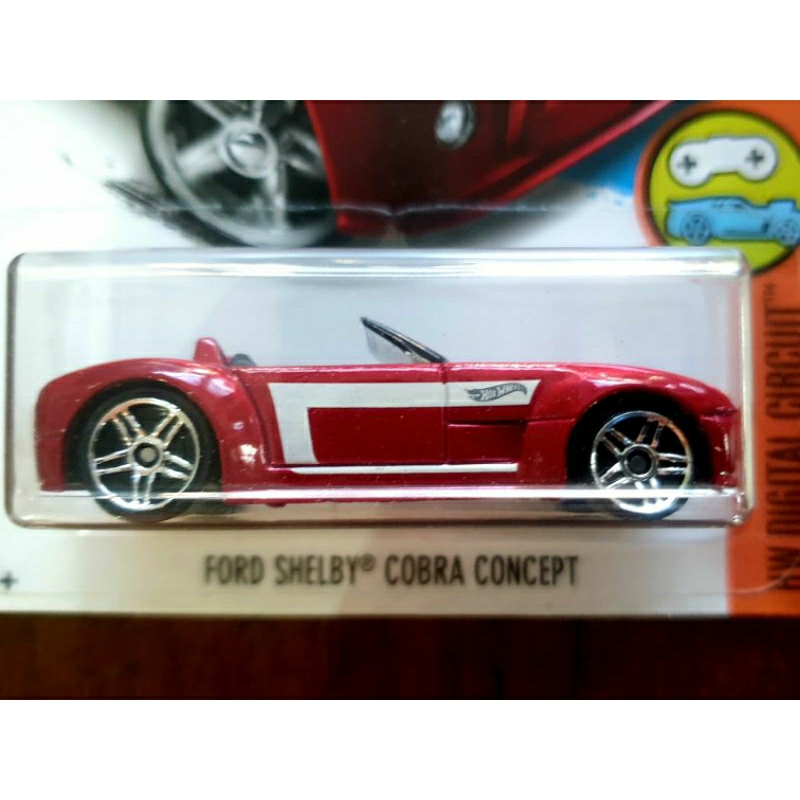 HOT WHEELS
FORD SHELBY® COBRA CONCEPT
HW DIGITAL CIRCUIT™